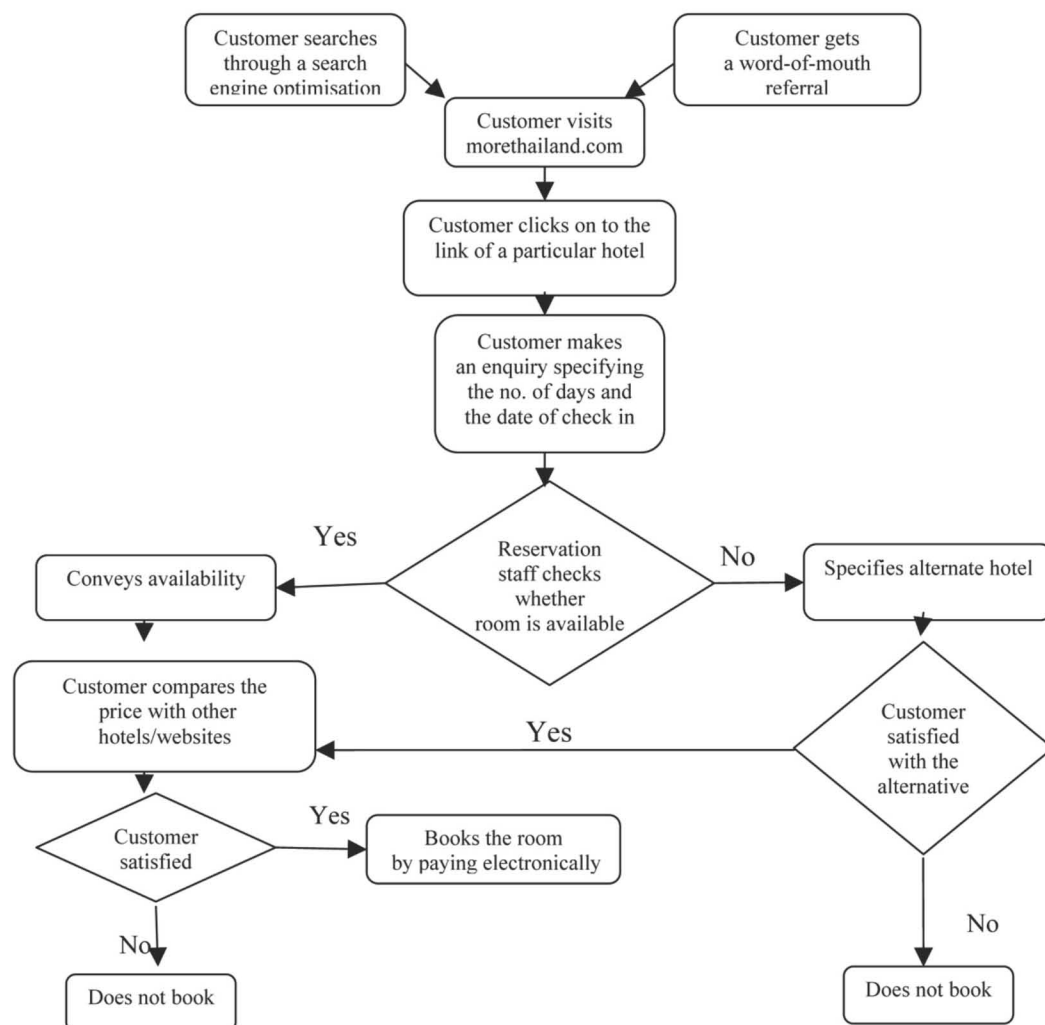 Customer searches
through a search
engine optimisation
Customer gets
a word-of-mouth
referral
Customer visits
morethailand.com
Customer clicks on to the
link of a particular hotel
Customer makes
an enquiry specifying
the no. of days and
the date of check in
Yes
Reservation
staff checks
whether
room is available
No
Conveys availability
Specifies alternate hotel
Customer compares the
price with other
hotels/websites
Yes
Customer
satisfied
with the
alternative
Customer
satisfied
Yes
Books the room
by paying electronically
No
No
Does not book
Does not book